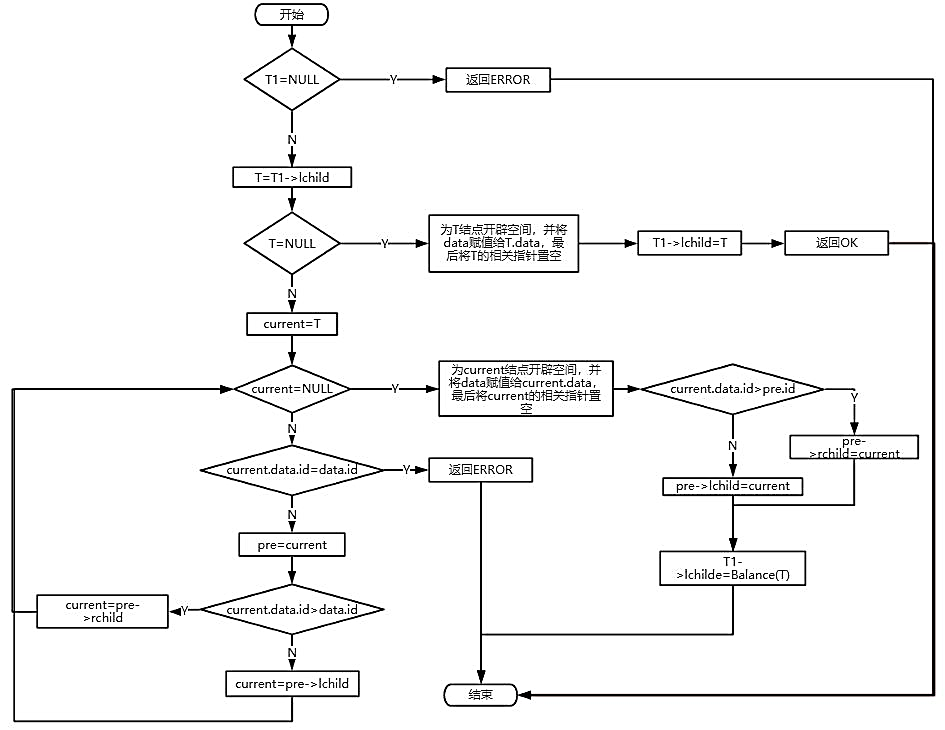 开始
T1=NULL
Y
返回ERROR
N
T=T1->lchild
T=NULL
Y
为T结点开辟空间，并将
data赋值给T.data，最
后将T的相关指针置空
T1->lchild=T
返回OK
N
current=T
current=NULL
Y
为current结点开辟空间，并
将data赋值给current.data，
最后将current的相关指针置
空
current.data.id>pre.id
Y
N
pre-
>rchild=current
N
current.data.id=data.id
Y
返回ERROR
pre->lchild=current
N
pre=current
T1-
>lchilde=Balance(T)
current.data.id>data.id
Y
current=pre-
>rchild
N
current=pre->lchild
结束